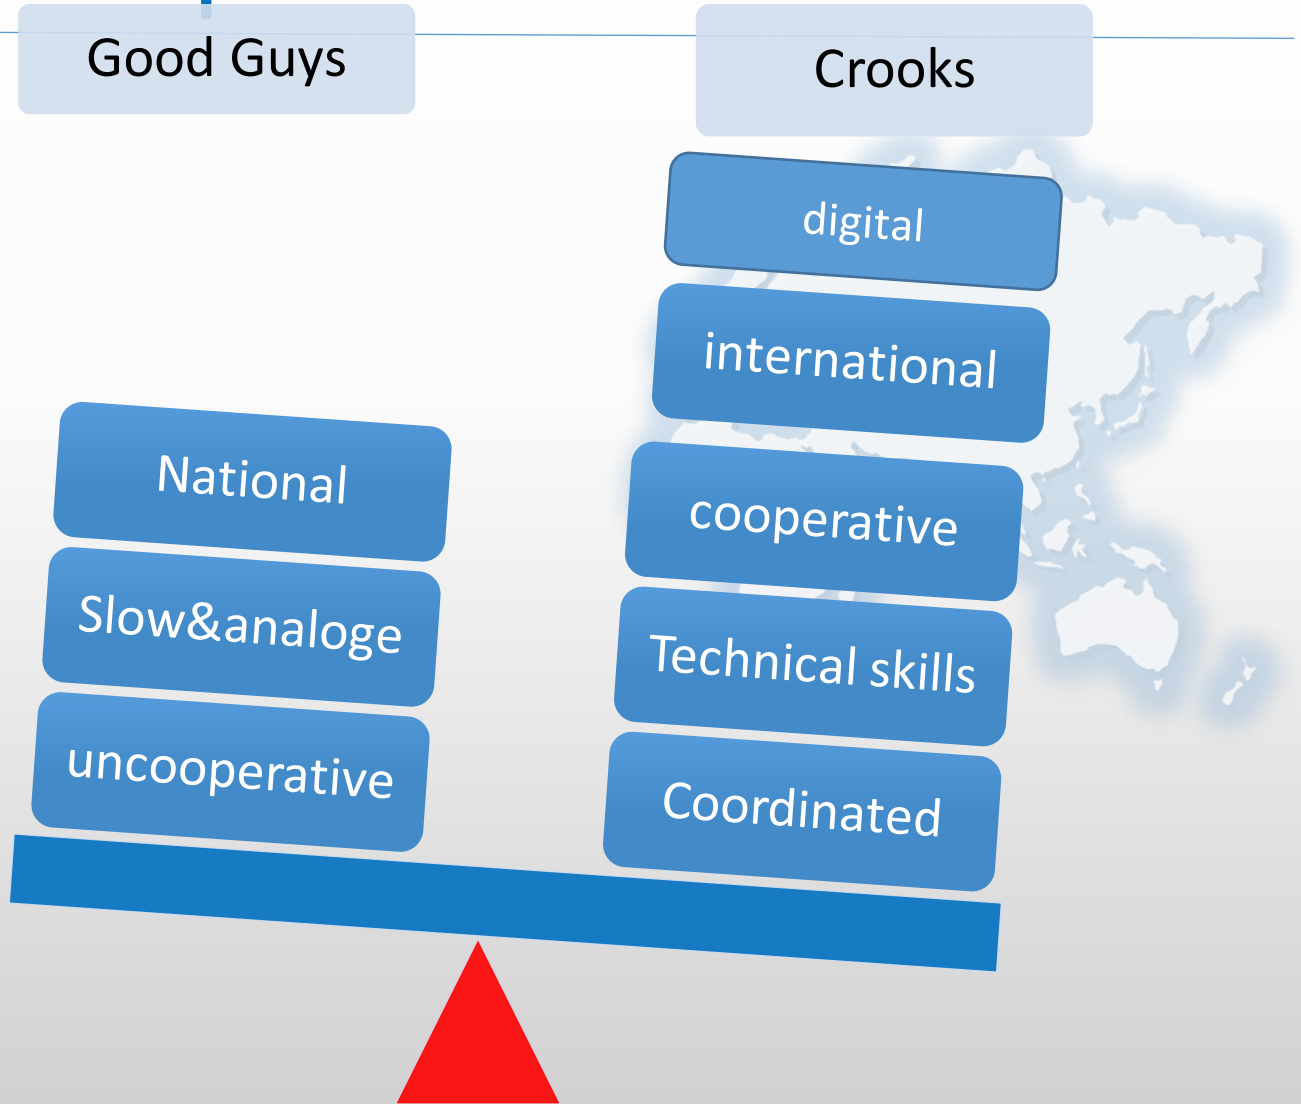 Good Guys
Crooks
National
Slow&analoge
uncooperative
digital
international
cooperative
Technical skills
Coordinated